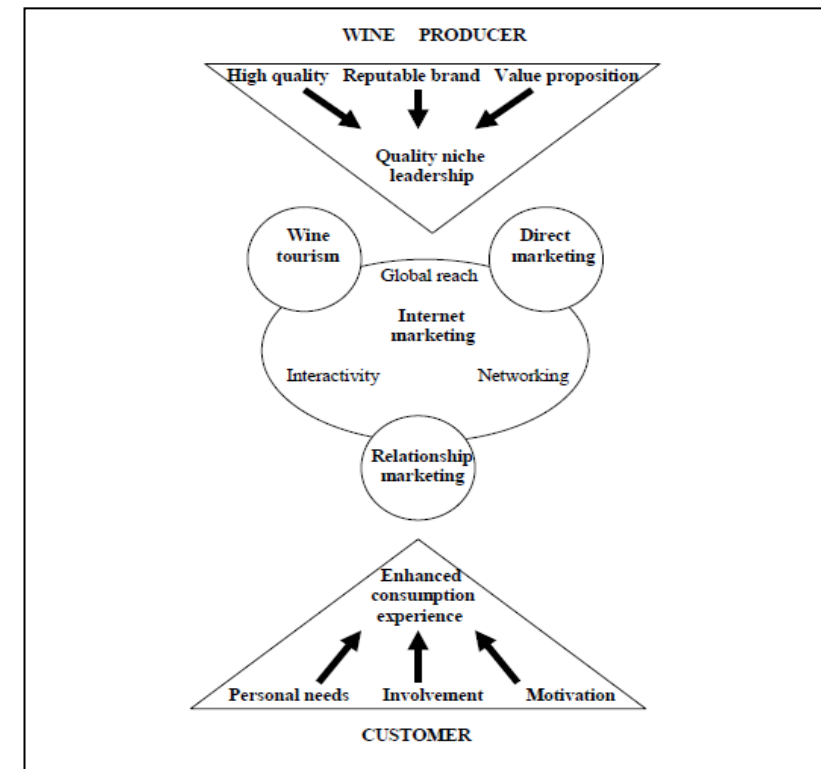 WINE PRODUCER
High quality Reputable brand Value proposition
Quality niche
leadership
Wine
tourism
Direct
marketing
Global reach
Internet
marketing
Interactivity
Networking
Relationship
marketing
Enhanced
consumption
experience
Personal needs Involvement Motivation
CUSTOMER